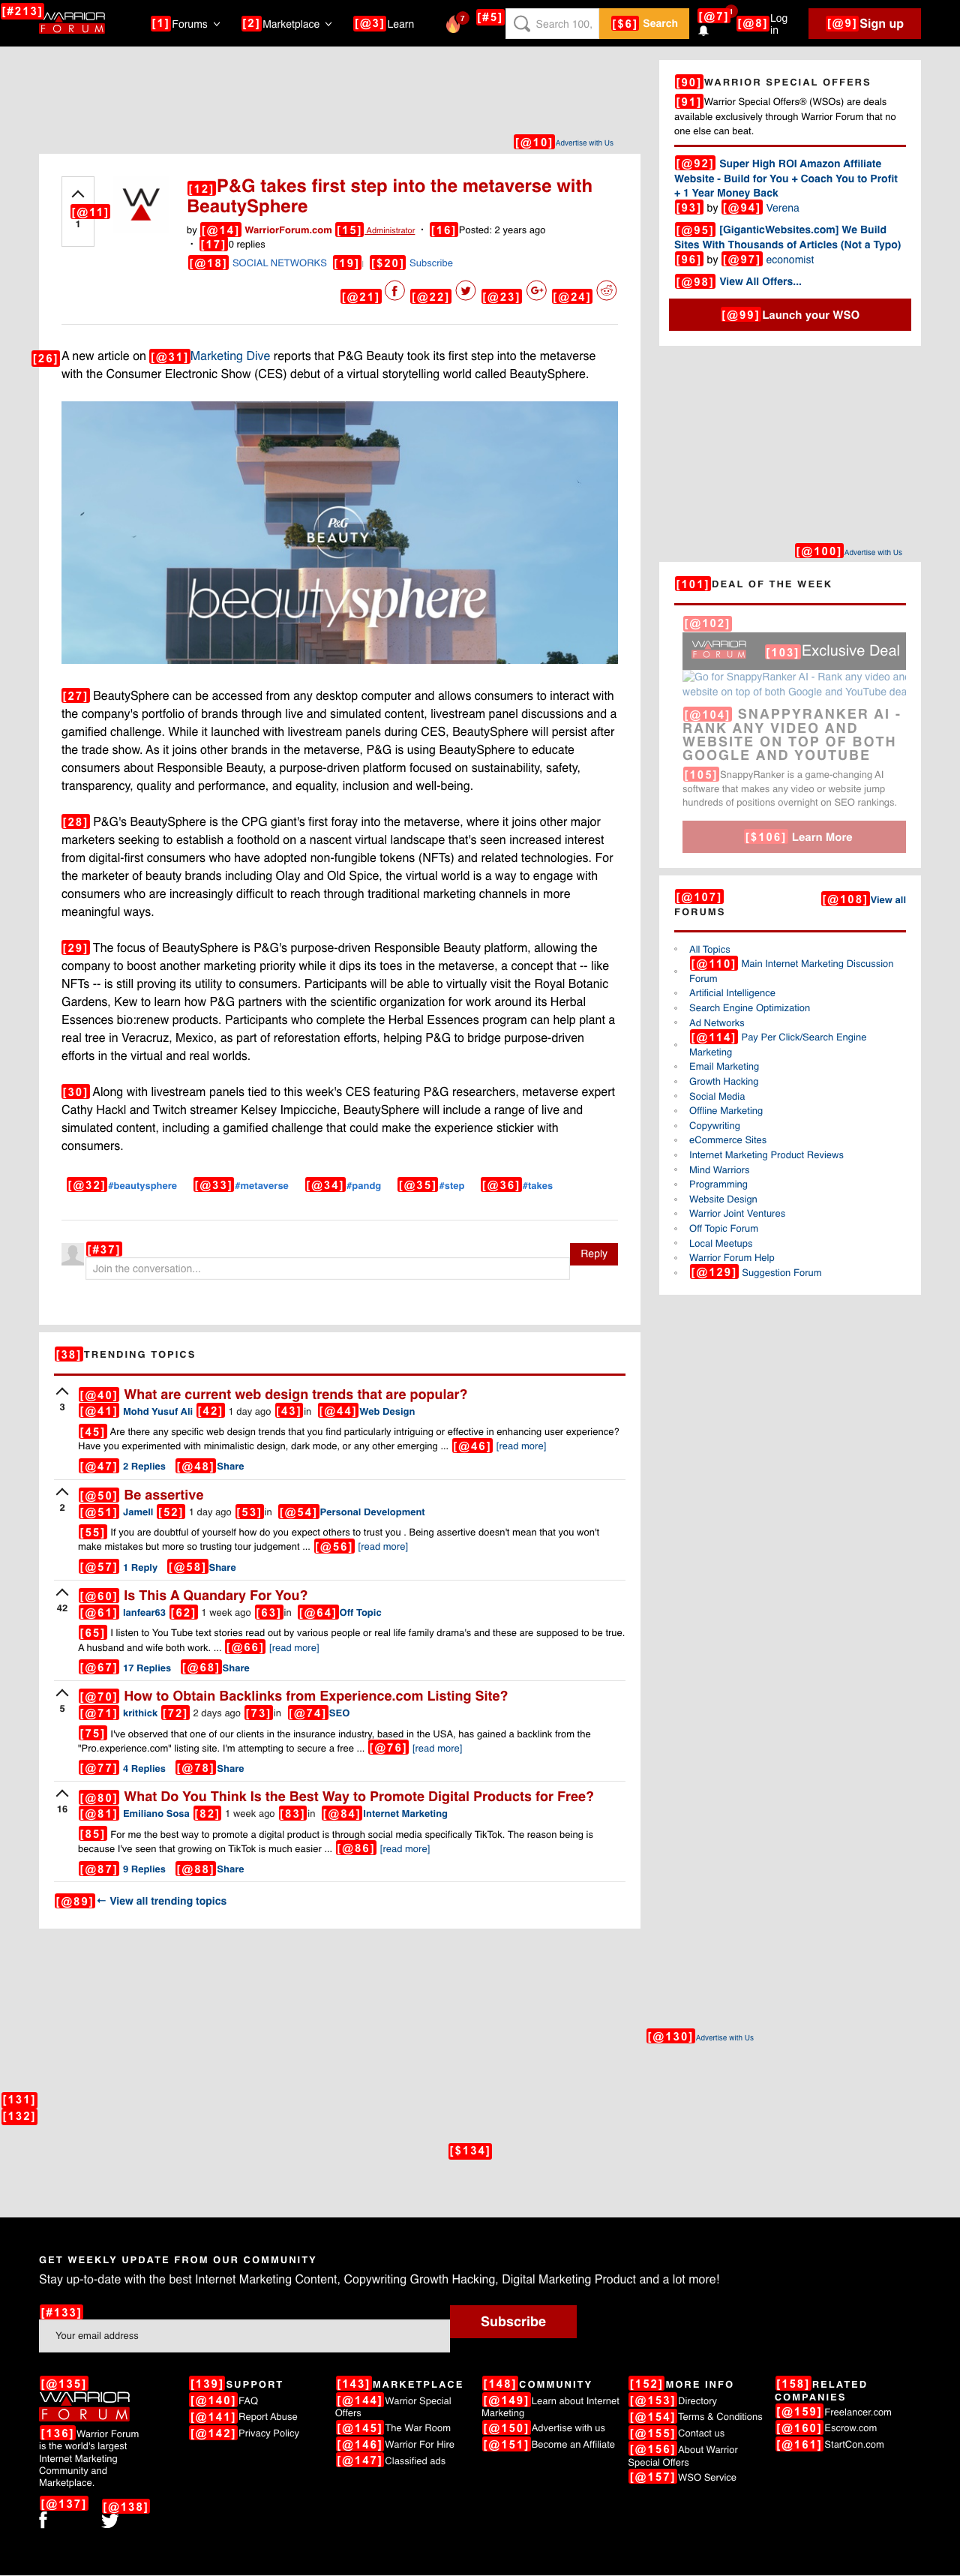 [#213] WARRIOR FORUM
[1] Forums [2] Marketplace [@3] Learn 7 [#5] Search 100, [$6] Search [@7] 1 [@8] Log in [@9] Sign up
[@10] Advertise with Us
[@11]
1
[12] P&G takes first step into the metaverse with
BeautySphere
by [@14] WarriorForum.com [15] Administrator · [16] Posted: 2 years ago
· [17] 0 replies
[@18] SOCIAL NETWORKS [19] [$20] Subscribe
[@21] [@22] [@23] [@24]
[26] A new article on [@31] Marketing Dive reports that P&G Beauty took its first step into the metaverse
with the Consumer Electronic Show (CES) debut of a virtual storytelling world called BeautySphere.
P&G
BEAUTY
beautysphere
[27] BeautySphere can be accessed from any desktop computer and allows consumers to interact with
the company's portfolio of brands through live and simulated content, livestream panel discussions and a
gamified challenge. While it launched with livestream panels during CES, BeautySphere will persist after
the trade show. As it joins other brands in the metaverse, P&G is using BeautySphere to educate
consumers about Responsible Beauty, a purpose-driven platform focused on sustainability, safety,
transparency, quality and performance, and equality, inclusion and well-being.
[28] P&G's BeautySphere is the CPG giant's first foray into the metaverse, where it joins other major
marketers seeking to establish a foothold on a nascent virtual landscape that's seen increased interest
from digital-first consumers who have adopted non-fungible tokens (NFTs) and related technologies. For
the marketer of beauty brands including Olay and Old Spice, the virtual world is a way to engage with
consumers who are increasingly difficult to reach through traditional marketing channels in more
meaningful ways.
[29] The focus of BeautySphere is P&G's purpose-driven Responsible Beauty platform, allowing the
company to boost another marketing priority while it dips its toes in the metaverse, a concept that -- like
NFTs -- is still proving its utility to consumers. Participants will be able to virtually visit the Royal Botanic
Gardens, Kew to learn how P&G partners with the scientific organization for work around its Herbal
Essences bio:renew products. Participants who complete the Herbal Essences program can help plant a
real tree in Veracruz, Mexico, as part of reforestation efforts, helping P&G to bridge purpose-driven
efforts in the virtual and real worlds.
[30] Along with livestream panels tied to this week's CES featuring P&G researchers, metaverse expert
Cathy Hackl and Twitch streamer Kelsey Impicciche, BeautySphere will include a range of live and
simulated content, including a gamified challenge that could make the experience stickier with
consumers.
[@32] #beautysphere [@33] #metaverse [@34] #pandg [@35] #step [@36] #takes
[#37]
Join the conversation... Reply
[38] TRENDING TOPICS
3
[@40] What are current web design trends that are popular?
[@41] Mohd Yusuf Ali [42] 1 day ago [43] in [@44] Web Design
[45] Are there any specific web design trends that you find particularly intriguing or effective in enhancing user experience?
Have you experimented with minimalistic design, dark mode, or any other emerging ... [@46] [read more]
[@47] 2 Replies [@48] Share
2
[@50] Be assertive
[@51] Jamell [52] 1 day ago [53] in [@54] Personal Development
[55] If you are doubtful of yourself how do you expect others to trust you . Being assertive doesn't mean that you won't
make mistakes but more so trusting tour judgement ... [@56] [read more]
[@57] 1 Reply [@58] Share
42
[@60] Is This A Quandary For You?
[@61] lanfear63 [62] 1 week ago [63] in [@64] Off Topic
[65] I listen to You Tube text stories read out by various people or real life family drama's and these are supposed to be true.
A husband and wife both work. ... [@66] [read more]
[@67] 17 Replies [@68] Share
5
[@70] How to Obtain Backlinks from Experience.com Listing Site?
[@71] krithick [72] 2 days ago [73] in [@74] SEO
[75] I've observed that one of our clients in the insurance industry, based in the USA, has gained a backlink from the
"Pro.experience.com" listing site. I'm attempting to secure a free ... [@76] [read more]
[@77] 4 Replies [@78] Share
16
[@80] What Do You Think Is the Best Way to Promote Digital Products for Free?
[@81] Emiliano Sosa [82] 1 week ago [83] in [@84] Internet Marketing
[85] For me the best way to promote a digital product is through social media specifically TikTok. The reason being is
because I've seen that growing on TikTok is much easier ... [@86] [read more]
[@87] 9 Replies [@88] Share
[@89] ← View all trending topics
[90] WARRIOR SPECIAL OFFERS
[91] Warrior Special Offers® (WSOs) are deals
available exclusively through Warrior Forum that no
one else can beat.
[@92] Super High ROI Amazon Affiliate
Website - Build for You + Coach You to Profit
+ 1 Year Money Back
[93] by [@94] Verena
[@95] [GiganticWebsites.com] We Build
Sites With Thousands of Articles (Not a Typo)
[96] by [@97] economist
[@98] View All Offers...
[@99] Launch your WSO
[@100] Advertise with Us
[101] DEAL OF THE WEEK
[@102]
WARRIOR FORUM [103] Exclusive Deal
Go for SnappyRanker AI - Rank any video and
website on top of both Google and YouTube dea
[@104] SNAPPYRANKER AI -
RANK ANY VIDEO AND
WEBSITE ON TOP OF BOTH
GOOGLE AND YOUTUBE
[105] SnappyRanker is a game-changing AI
software that makes any video or website jump
hundreds of positions overnight on SEO rankings.
[$106] Learn More
[@107]
FORUMS [@108] View all
All Topics
[@110] Main Internet Marketing Discussion
Forum
Artificial Intelligence
Search Engine Optimization
Ad Networks
[@114] Pay Per Click/Search Engine
Marketing
Email Marketing
Growth Hacking
Social Media
Offline Marketing
Copywriting
eCommerce Sites
Internet Marketing Product Reviews
Mind Warriors
Programming
Website Design
Warrior Joint Ventures
Off Topic Forum
Local Meetups
Warrior Forum Help
[@129] Suggestion Forum
[@130] Advertise with Us
[131]
[132]
[$134]
GET WEEKLY UPDATE FROM OUR COMMUNITY
Stay up-to-date with the best Internet Marketing Content, Copywriting Growth Hacking, Digital Marketing Product and a lot more!
[#133]
Your email address Subscribe
[@135]
WARRIOR
FORUM
[136] Warrior Forum
is the world's largest
Internet Marketing
Community and
Marketplace.
[@137] [@138]
[139] SUPPORT
[@140] FAQ
[@141] Report Abuse
[@142] Privacy Policy
[143] MARKETPLACE
[@144] Warrior Special
Offers
[@145] The War Room
[@146] Warrior For Hire
[@147] Classified ads
[148] COMMUNITY
[@149] Learn about Internet
Marketing
[@150] Advertise with us
[@151] Become an Affiliate
[152] MORE INFO
[@153] Directory
[@154] Terms & Conditions
[@155] Contact us
[@156] About Warrior
Special Offers
[@157] WSO Service
[158] RELATED
COMPANIES
[@159] Freelancer.com
[@160] Escrow.com
[@161] StartCon.com